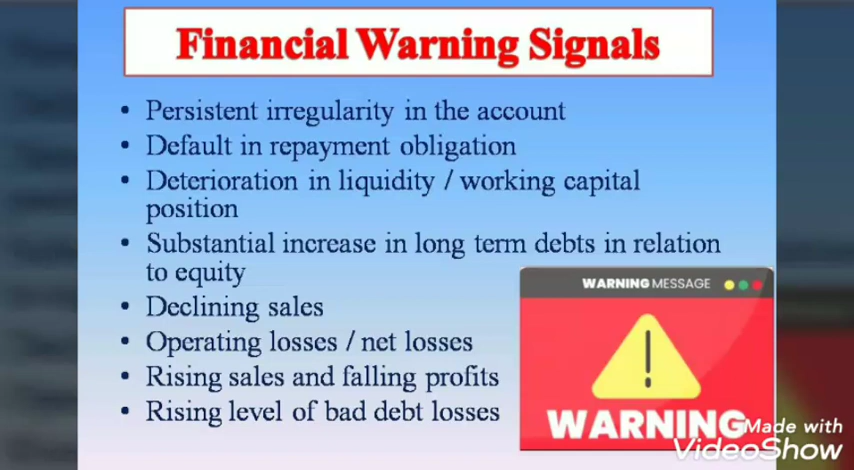 Financial Warning Signals
• Persistent irregularity in the account
• Default in repayment obligation
• Deterioration in liquidity / working capital
position
• Substantial increase in long term debts in relation
to equity
• Declining sales
• Operating losses / net losses
• Rising sales and falling profits
• Rising level of bad debt losses
WARNING MESSAGE
WARNING
Made with
VideoShow